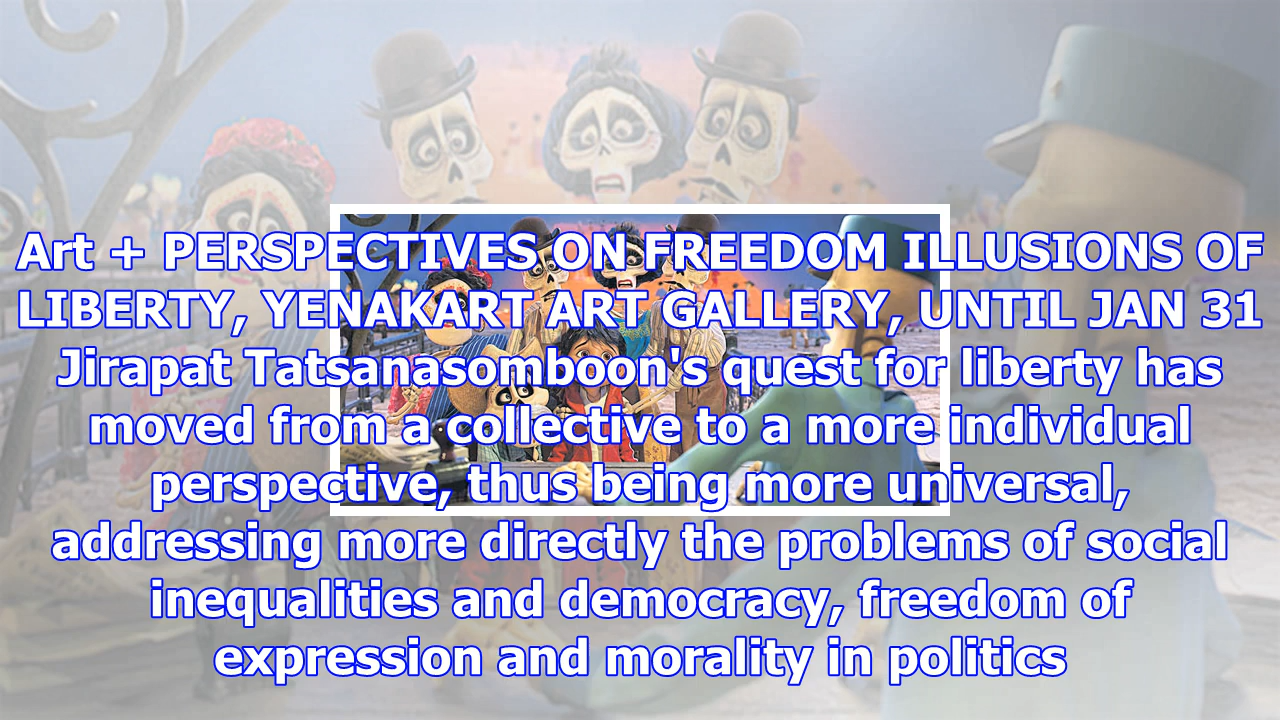 Art + PERSPECTIVES ON FREEDOM ILLUSIONS OF
LIBERTY, YENAKART ART GALLERY, UNTIL JAN 31
Jirapat Tatsanasomboon's quest for liberty has
moved from a collective to a more individual
perspective, thus being more universal,
addressing more directly the problems of social
inequalities and democracy, freedom of
expression and morality in politics